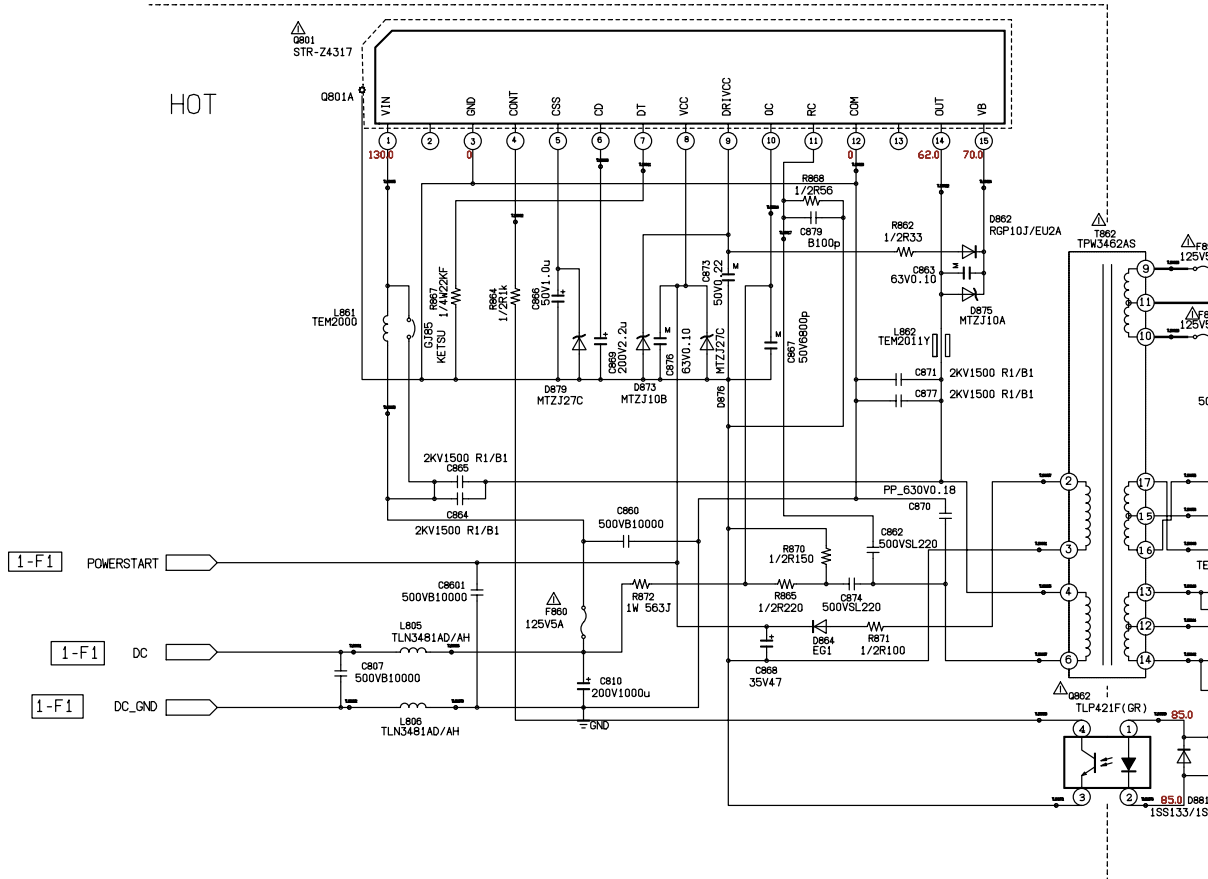 Q801
STR-Z4317
HOT
Q801A
VIN
GND
CONT
CSS
CD
DT
VCC
DRIVCC
OC
RC
COM
OUT
VB
1
2
3
4
5
6
7
8
9
10
11
12
13
14
15
130.0
0
0
62.0
70.0
R868
1/2R56
C879
B100p
R862
1/2R33
D862
RGP10J/EU2A
C863
63V0.10
M
D875
MTZJ10A
T862
TPW3462AS
125V5
125V5
L861
TEM2000
GJ85
KETSU
R867
1/4W22KF
R864
1/2R1k
C866
50V1.0u
D879
MTZJ27C
C869
200V2.2u
D873
MTZJ10B
C876
63V0.10
M
MTZJ27C
D876
C873
50V0.22
M
C867
50V6800p
M
L862
TEM2011Y
C871
2KV1500 R1/B1
C877
2KV1500 R1/B1
9
11
10
2KV1500 R1/B1
C865
C864
2KV1500 R1/B1
C860
500VB10000
PP_630V0.18
C870
C862
500VSL220
2
3
4
6
17
15
16
13
12
14
1-F1
POWERSTART
C8601
500VB10000
F860
125V5A
R872
1W 563J
R870
1/2R150
R865
1/2R220
C874
500VSL220
1-F1
DC
L805
TLN3481AD/AH
C807
500VB10000
C868
35V47
D864
EG1
R871
1/2R100
1-F1
DC_GND
L806
TLN3481AD/AH
C810
200V1000u
GND
Q862
TLP421F(GR)
4
1
3
2
85.0
85.0
D881
1SS133/1S